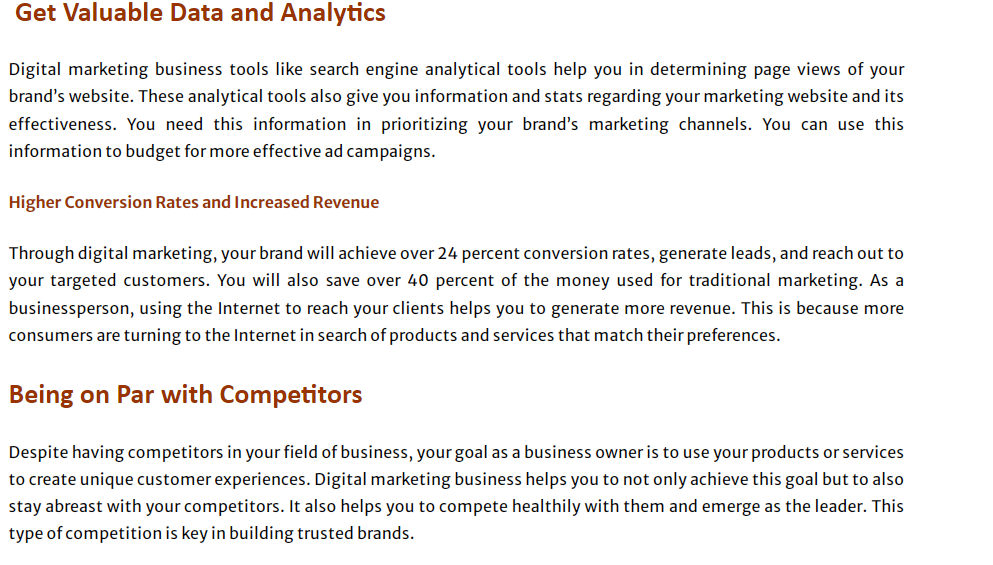 Get Valuable Data and Analytics
Digital marketing business tools like search engine analytical tools help you in determining page views of your
brand's website. These analytical tools also give you information and stats regarding your marketing website and its
effectiveness. You need this information in prioritizing your brand's marketing channels. You can use this
information to budget for more effective ad campaigns.
Higher Conversion Rates and Increased Revenue
Through digital marketing, your brand will achieve over 24 percent conversion rates, generate leads, and reach out to
your targeted customers. You will also save over 40 percent of the money used for traditional marketing. As a
businessperson, using the Internet to reach your clients helps you to generate more revenue. This is because more
consumers are turning to the Internet in search of products and services that match their preferences.
Being on Par with Competitors
Despite having competitors in your field of business, your goal as a business owner is to use your products or services
to create unique customer experiences. Digital marketing business helps you to not only achieve this goal but to also
stay abreast with your competitors. It also helps you to compete healthily with them and emerge as the leader. This
type of competition is key in building trusted brands.